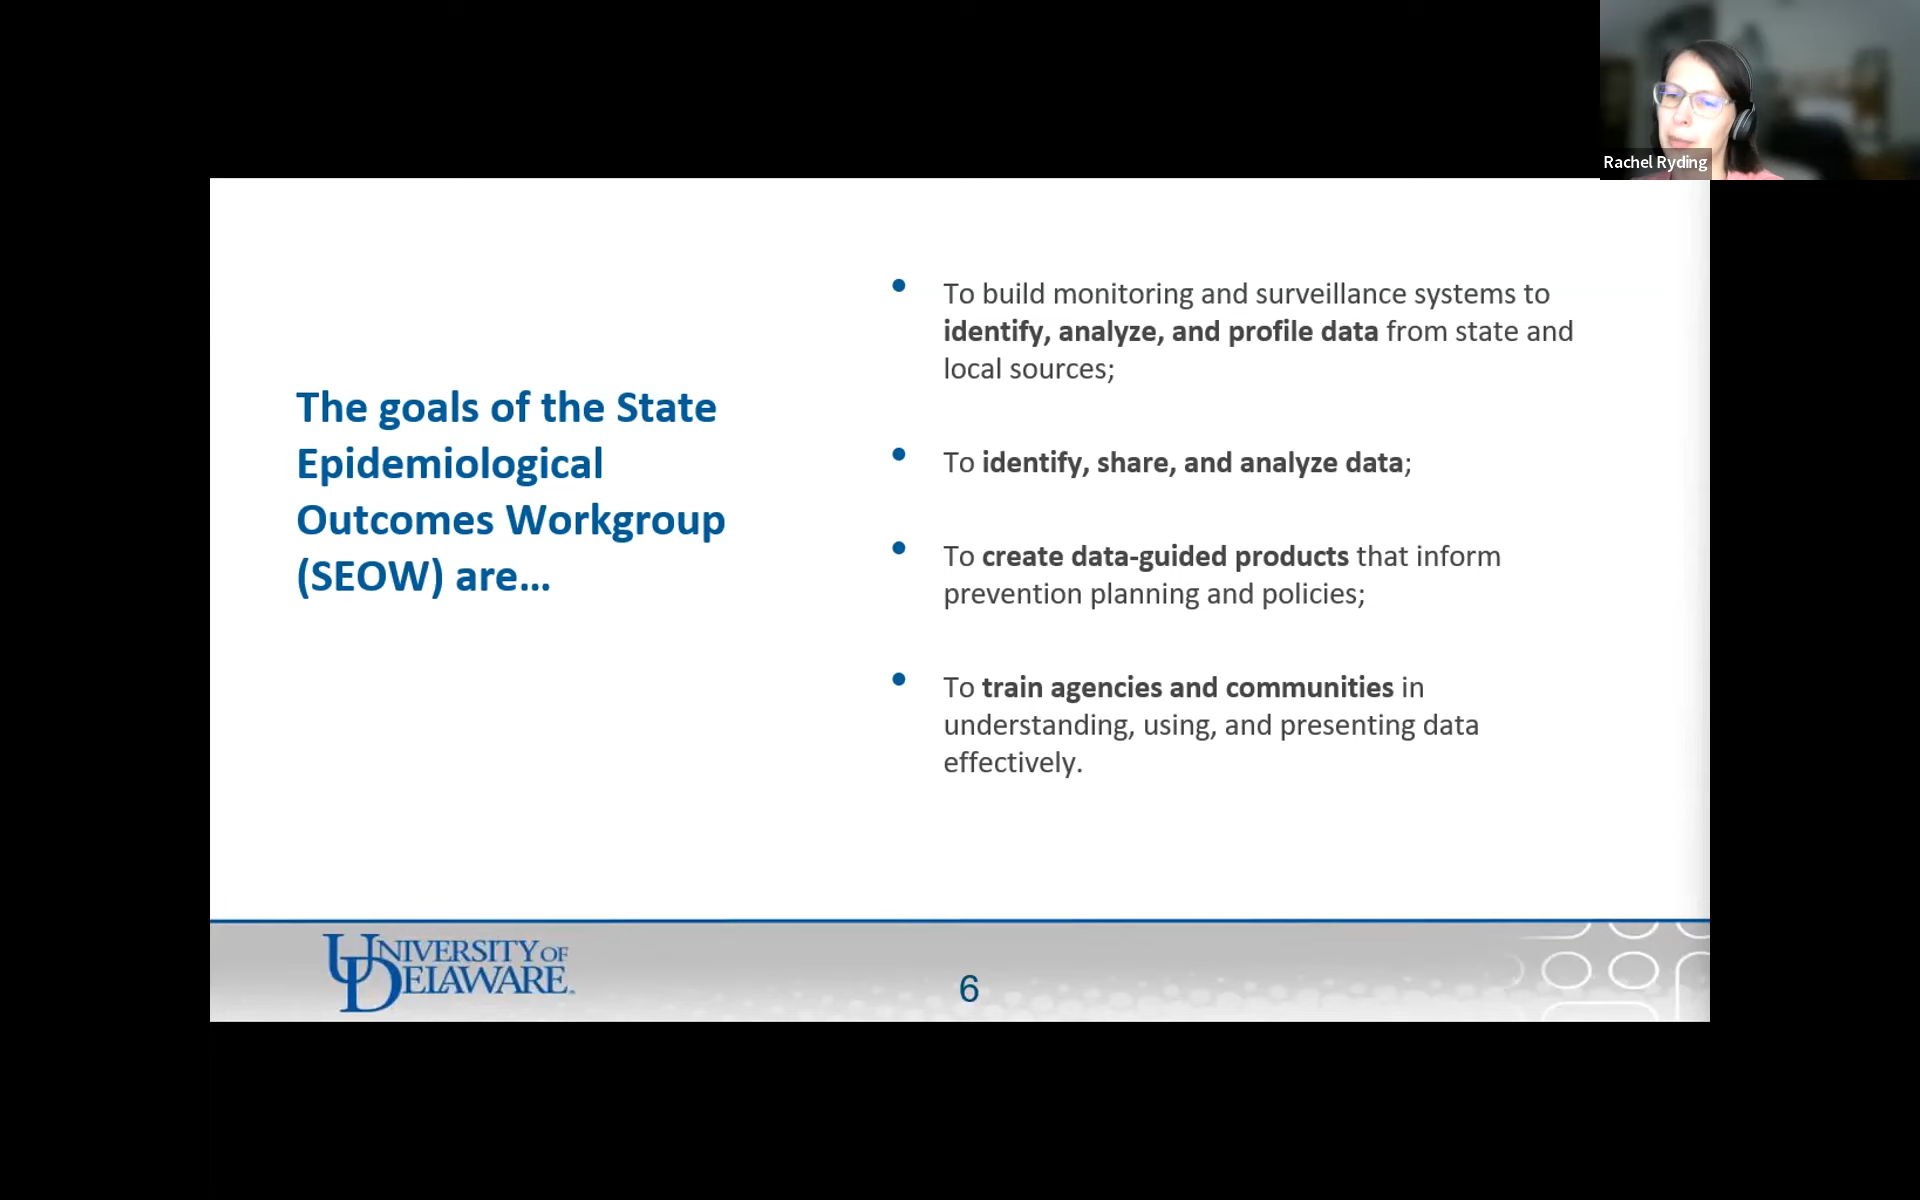 Rachel Ryding
The goals of the State
Epidemiological
Outcomes Workgroup
(SEOW) are...
• To build monitoring and surveillance systems to
identify, analyze, and profile data from state and
local sources;
• To identify, share, and analyze data;
• To create data-guided products that inform
prevention planning and policies;
• To train agencies and communities in
understanding, using, and presenting data
effectively.
UNIVERSITY OF
DELAWARE.
6